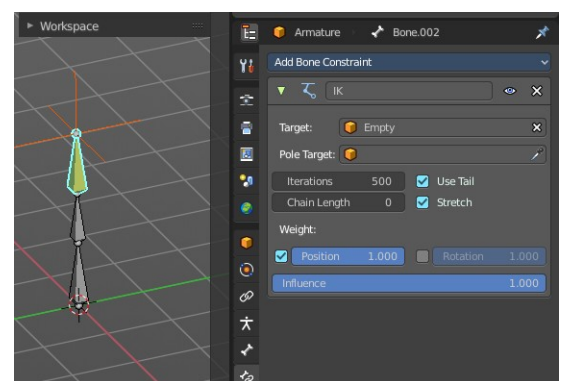 Workspace
Armature Bone.002
Add Bone Constraint
IK
Target: Empty
Pole Target:
Iterations 500 Use Tail
Chain Length 0 Stretch
Weight:
Position 1.000 Rotation 1.000
Influence 1.000